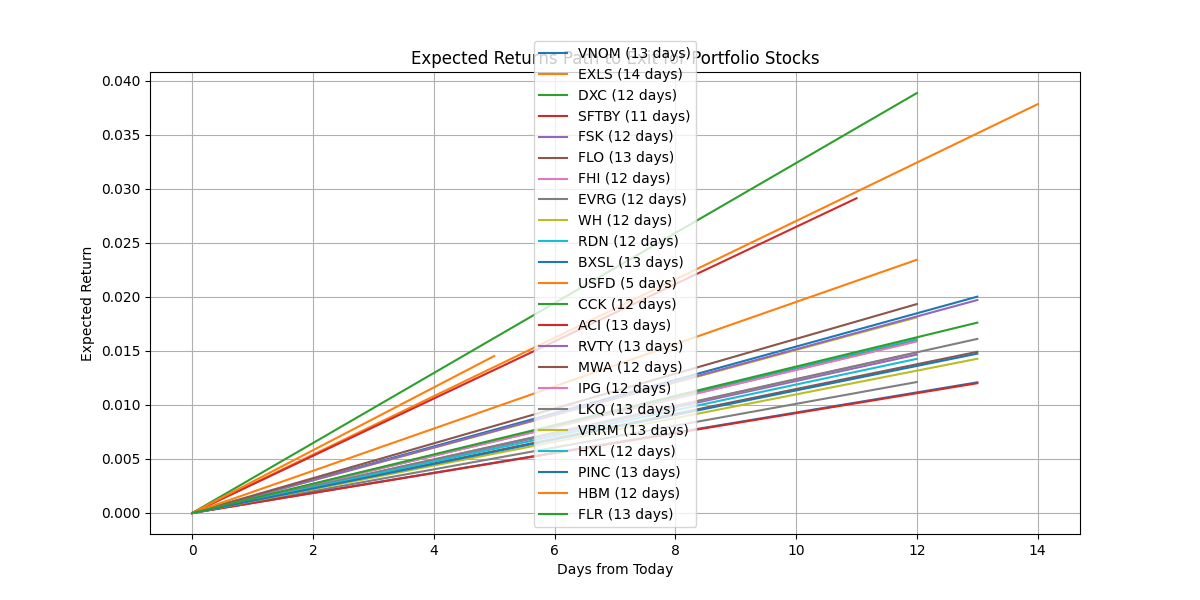 Expected Returns Path to Exit for Portfolio Stocks
VNOM (13 days)
EXLS (14 days)
DXC (12 days)
SFTBY (11 days)
FSK (12 days)
FLO (13 days)
FHI (12 days)
EVRG (12 days)
WH (12 days)
RDN (12 days)
BXSL (13 days)
USFD (5 days)
CCK (12 days)
ACI (13 days)
RVTY (13 days)
MWA (12 days)
IPG (12 days)
LKQ (13 days)
VRRM (13 days)
HXL (12 days)
PINC (13 days)
HBM (12 days)
FLR (13 days)
Expected Return
0.040
0.035
0.030
0.025
0.020
0.015
0.010
0.005
0.000
0 2 4 6 8 10 12 14
Days from Today